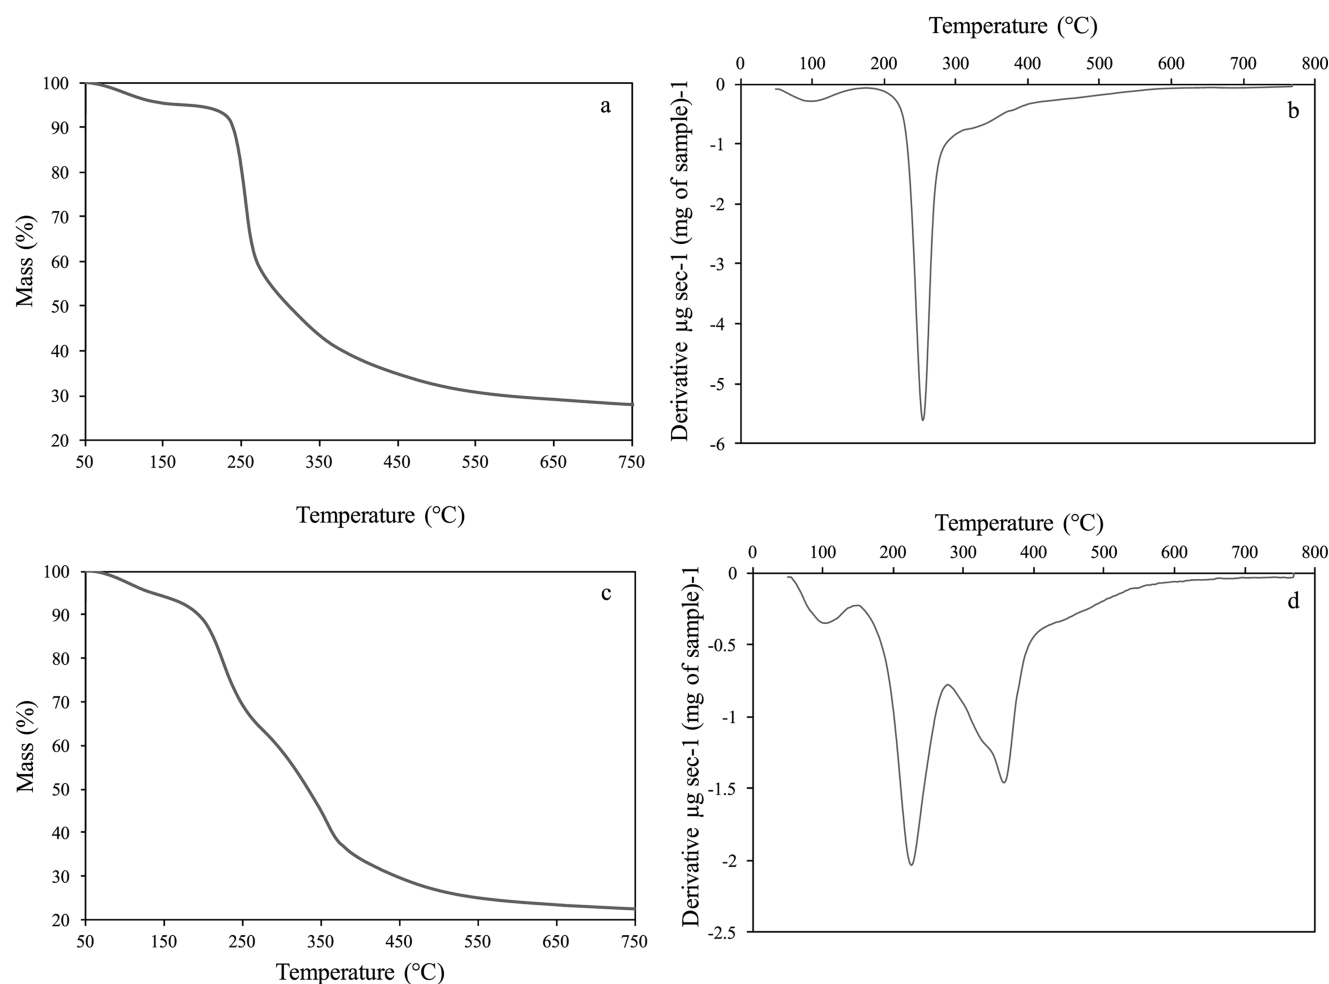 a
100
90
80
70
60
50
40
30
20
Mass (%)
50 150 250 350 450 550 650 750
Temperature (°C)
Temperature (°C)
0 100 200 300 400 500 600 700 800
b
0
-1
-2
-3
-4
-5
-6
Derivative µg sec-1 (mg of sample)-1
c
100
90
80
70
60
50
40
30
20
Mass (%)
50 150 250 350 450 550 650 750
Temperature (°C)
Temperature (°C)
0 100 200 300 400 500 600 700 800
d
0
-0.5
-1
-1.5
-2
-2.5
Derivative µg sec-1 (mg of sample)-1